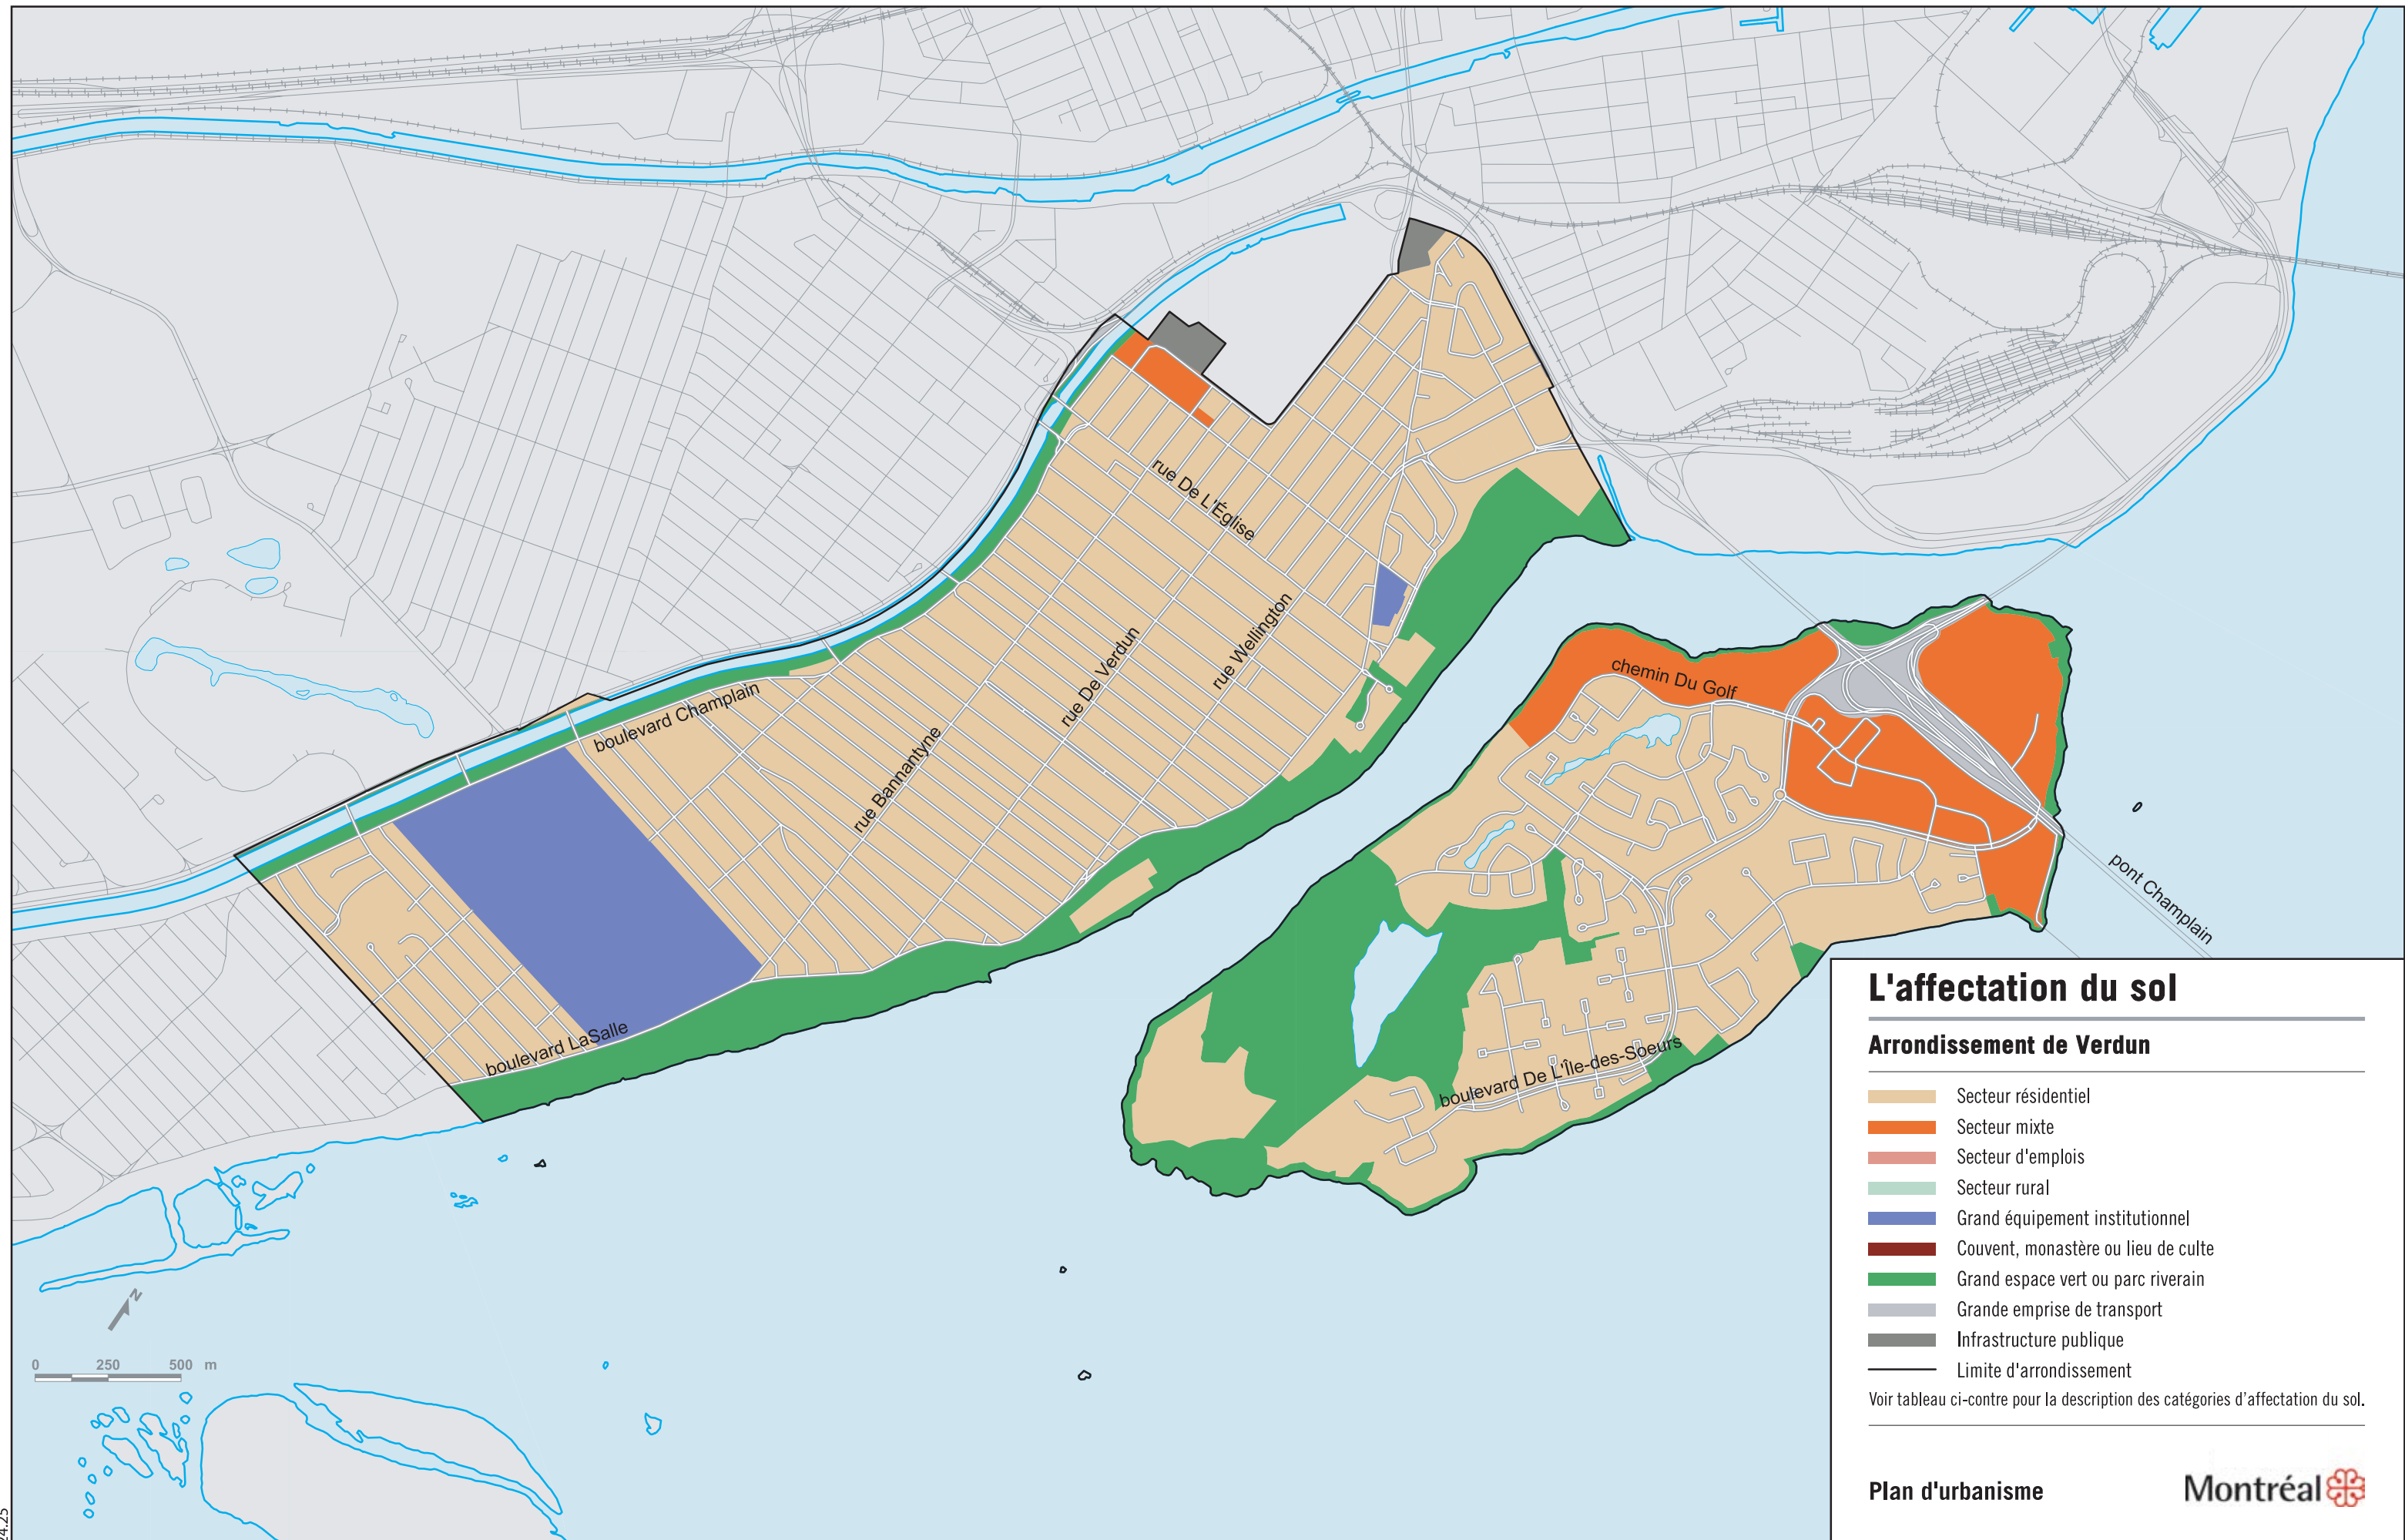 rue De L'Église
chemin Du Golf
boulevard Champlain
rue De Verdun
rue Wellington
rue Bannantyne
pont Champlain
boulevard LaSalle
boulevard De L'Île-des-Soeurs
N
0 250 500 m
L'affectation du sol
Arrondissement de Verdun
Secteur résidentiel
Secteur mixte
Secteur d'emplois
Secteur rural
Grand équipement institutionnel
Couvent, monastère ou lieu de culte
Grand espace vert ou parc riverain
Grande emprise de transport
Infrastructure publique
Limite d'arrondissement
Voir tableau ci-contre pour la description des catégories d'affectation du sol.
Plan d'urbanisme
Montréal